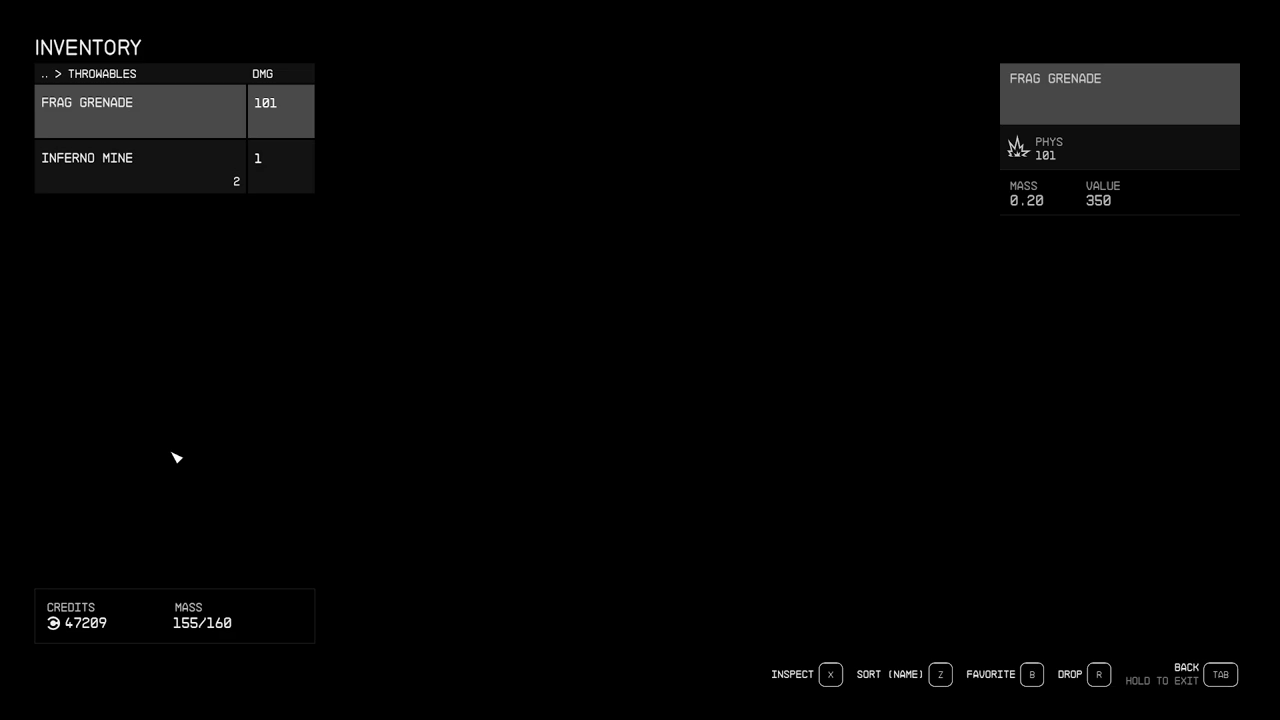 INVENTORY
.. > THROWABLES DMG
FRAG GRENADE 101
INFERNO MINE 1
2
FRAG GRENADE
PHYS
101
MASS VALUE
0.20 350
CREDITS MASS
47209 155/160
INSPECT X SORT (NAME) Z FAVORITE B DROP R BACK TAB
HOLD TO EXIT